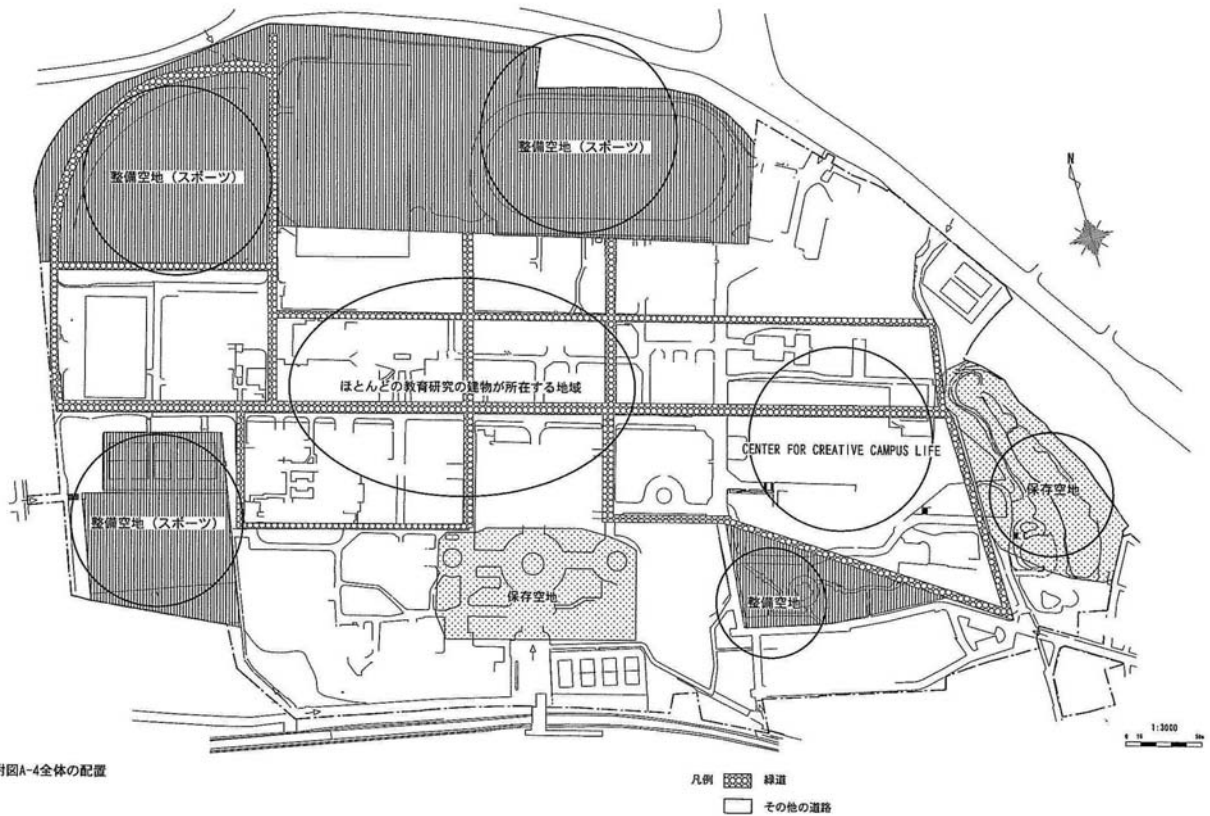 整備空地（スポーツ）
整備空地（スポーツ）
N
ほとんどの教育研究の建物が所在する地域
CENTER FOR CREATIVE CAMPUS LIFE
保存空地
整備空地（スポーツ）
保存空地
整備空地
1:3000
附図A-4全体の配置
凡例 緑道
その他の道路